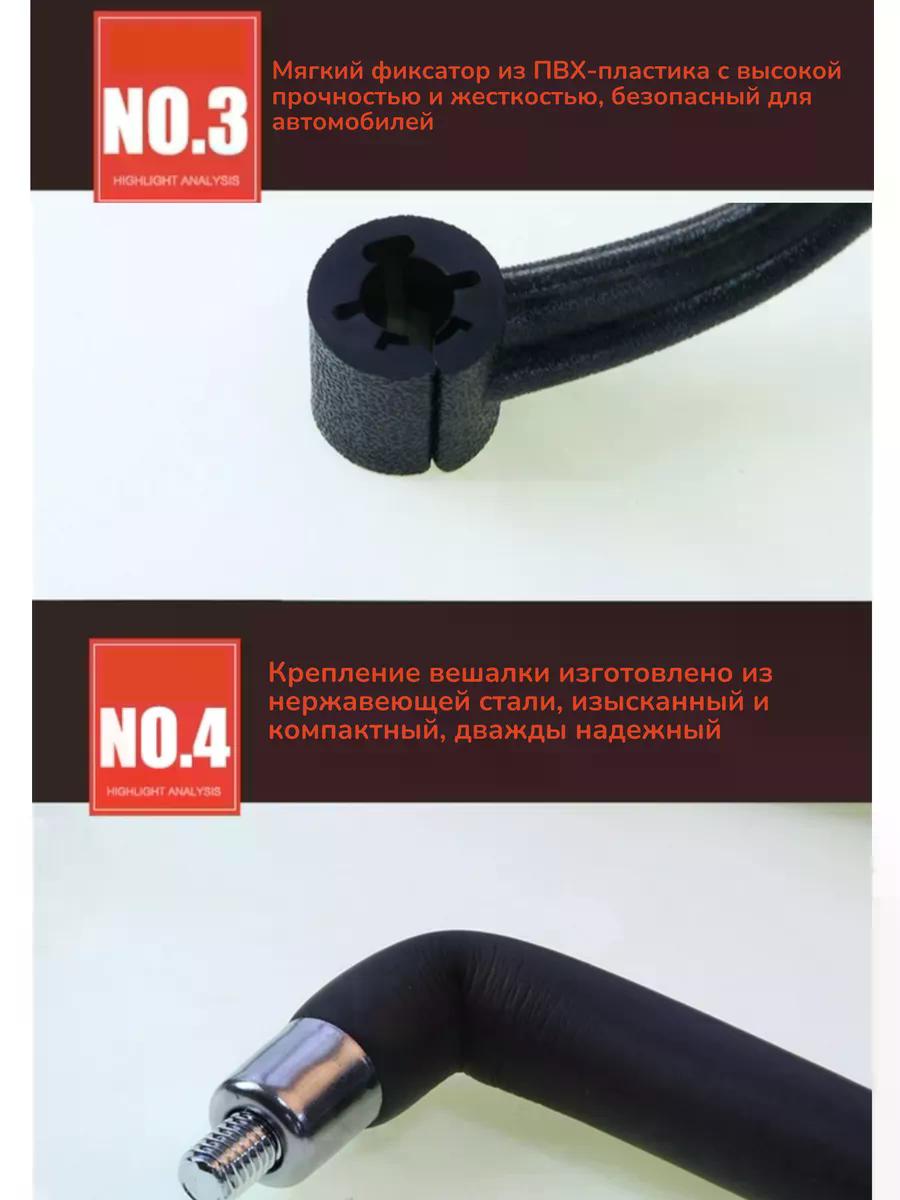 NO.3
HIGHLIGHT ANALYSIS
Мягкий фиксатор из ПВХ-пластика с высокой
прочностью и жесткостью, безопасный для
автомобилей
NO.4
HIGHLIGHT ANALYSIS
Крепление вешалки изготовлено из
нержавеющей стали, изысканный и
компактный, дважды надежный